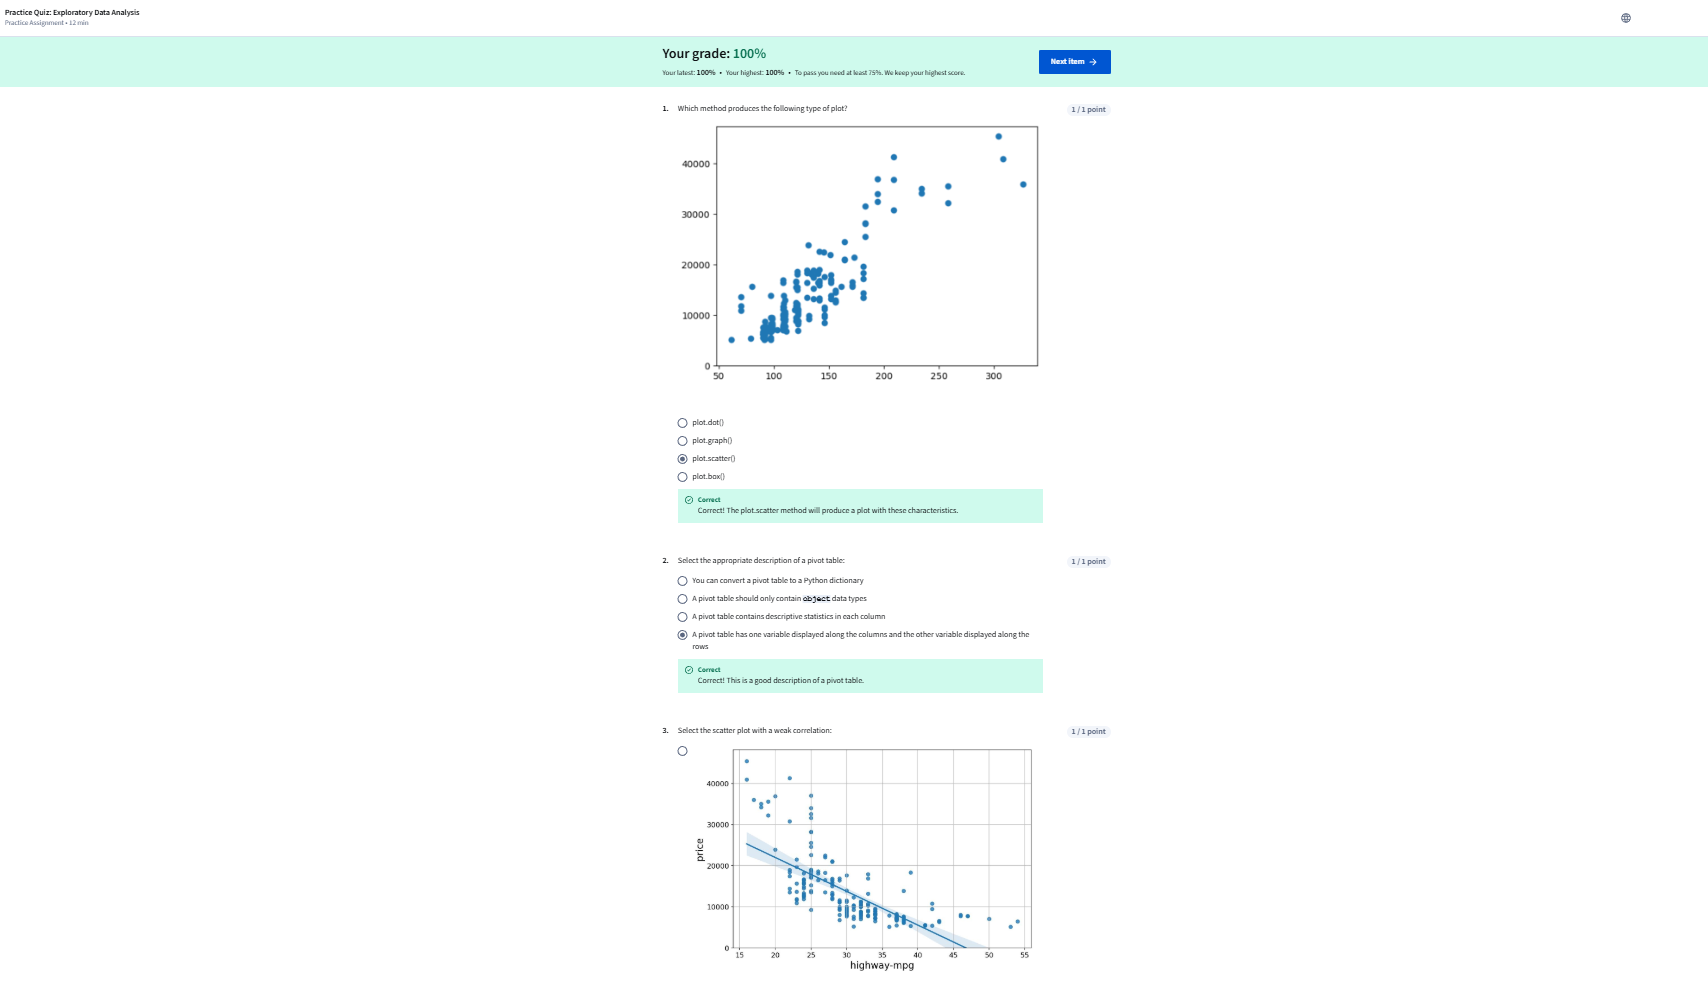 Practice Quiz: Exploratory Data Analysis
Practice Assignment • 12 min
Your grade: 100%
Your latest: 100% • Your highest: 100% • To pass you need at least 75%. We keep your highest score.
Next item →
1. Which method produces the following type of plot?
1 / 1 point
40000
30000
20000
10000
0
50 100 150 200 250 300
plot.dot()
plot.graph()
plot.scatter()
plot.box()
Correct
Correct! The plot.scatter method will produce a plot with these characteristics.
2. Select the appropriate description of a pivot table:
1 / 1 point
You can convert a pivot table to a Python dictionary
A pivot table should only contain object data types
A pivot table contains descriptive statistics in each column
A pivot table has one variable displayed along the columns and the other variable displayed along the
rows
Correct
Correct! This is a good description of a pivot table.
3. Select the scatter plot with a weak correlation:
1 / 1 point
price
40000
30000
20000
10000
0
15 20 25 30 35 40 45 50 55
highway-mpg